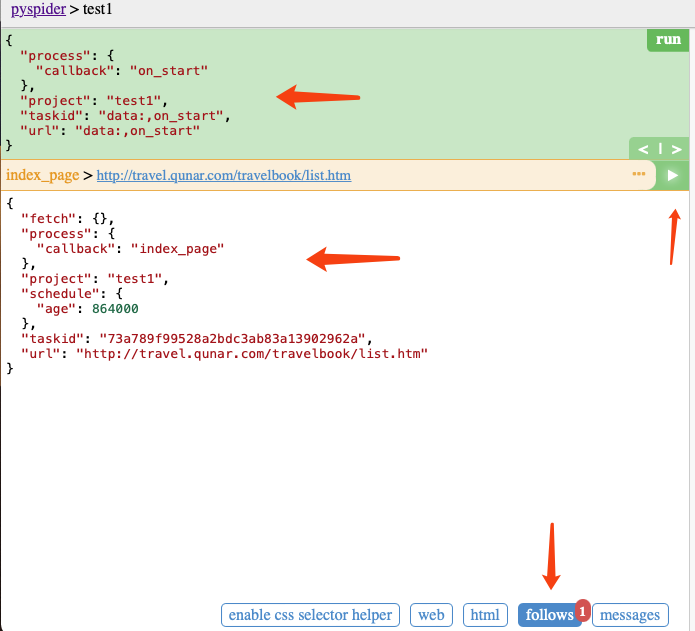 pyspider > test1
{
run
"process": {
"callback": "on_start"
},
"project": "test1",
"taskid": "data:,on_start",
"url": "data:,on_start"
}
< | >
index_page > http://travel.qunar.com/travelbook/list.htm
{
"fetch": {},
"process": {
"callback": "index_page"
},
"project": "test1",
"schedule": {
"age": 864000
},
"taskid": "73a789f99528a2bdc3ab83a13902962a",
"url": "http://travel.qunar.com/travelbook/list.htm"
}
enable css selector helper web html follows 1 messages